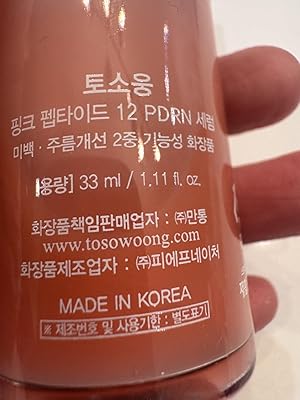 토소웅
핑크 펩타이드 12 PDRN 세럼
미백·주름개선 2중 기능성 화장품
[용량] 33 ml / 1.11 fl. oz.
화장품책임판매업자 : ㈜만통
www.tosowoong.com
화장품제조업자 : ㈜피에프네이처
MADE IN KOREA
※ 제조번호 및 사용기한 : 별도표기